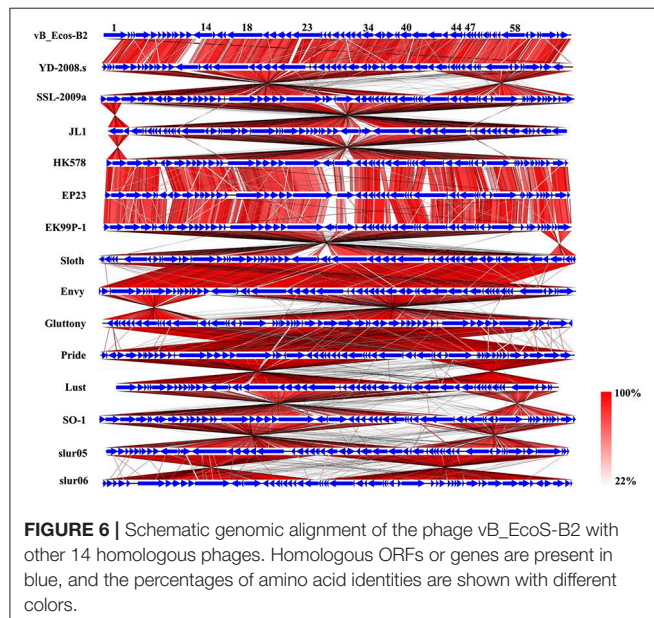 1 14 18 23 34 40 44 47 58
vB_Ecos-B2
YD-2008.s
SSL-2009a
JL1
HK578
EP23
EK99P-1
Sloth
Envy
Gluttony
Pride
Lust
SO-1
slur05
slur06
100%
22%
FIGURE 6 | Schematic genomic alignment of the phage vB_EcoS-B2 with
other 14 homologous phages. Homologous ORFs or genes are present in
blue, and the percentages of amino acid identities are shown with different
colors.